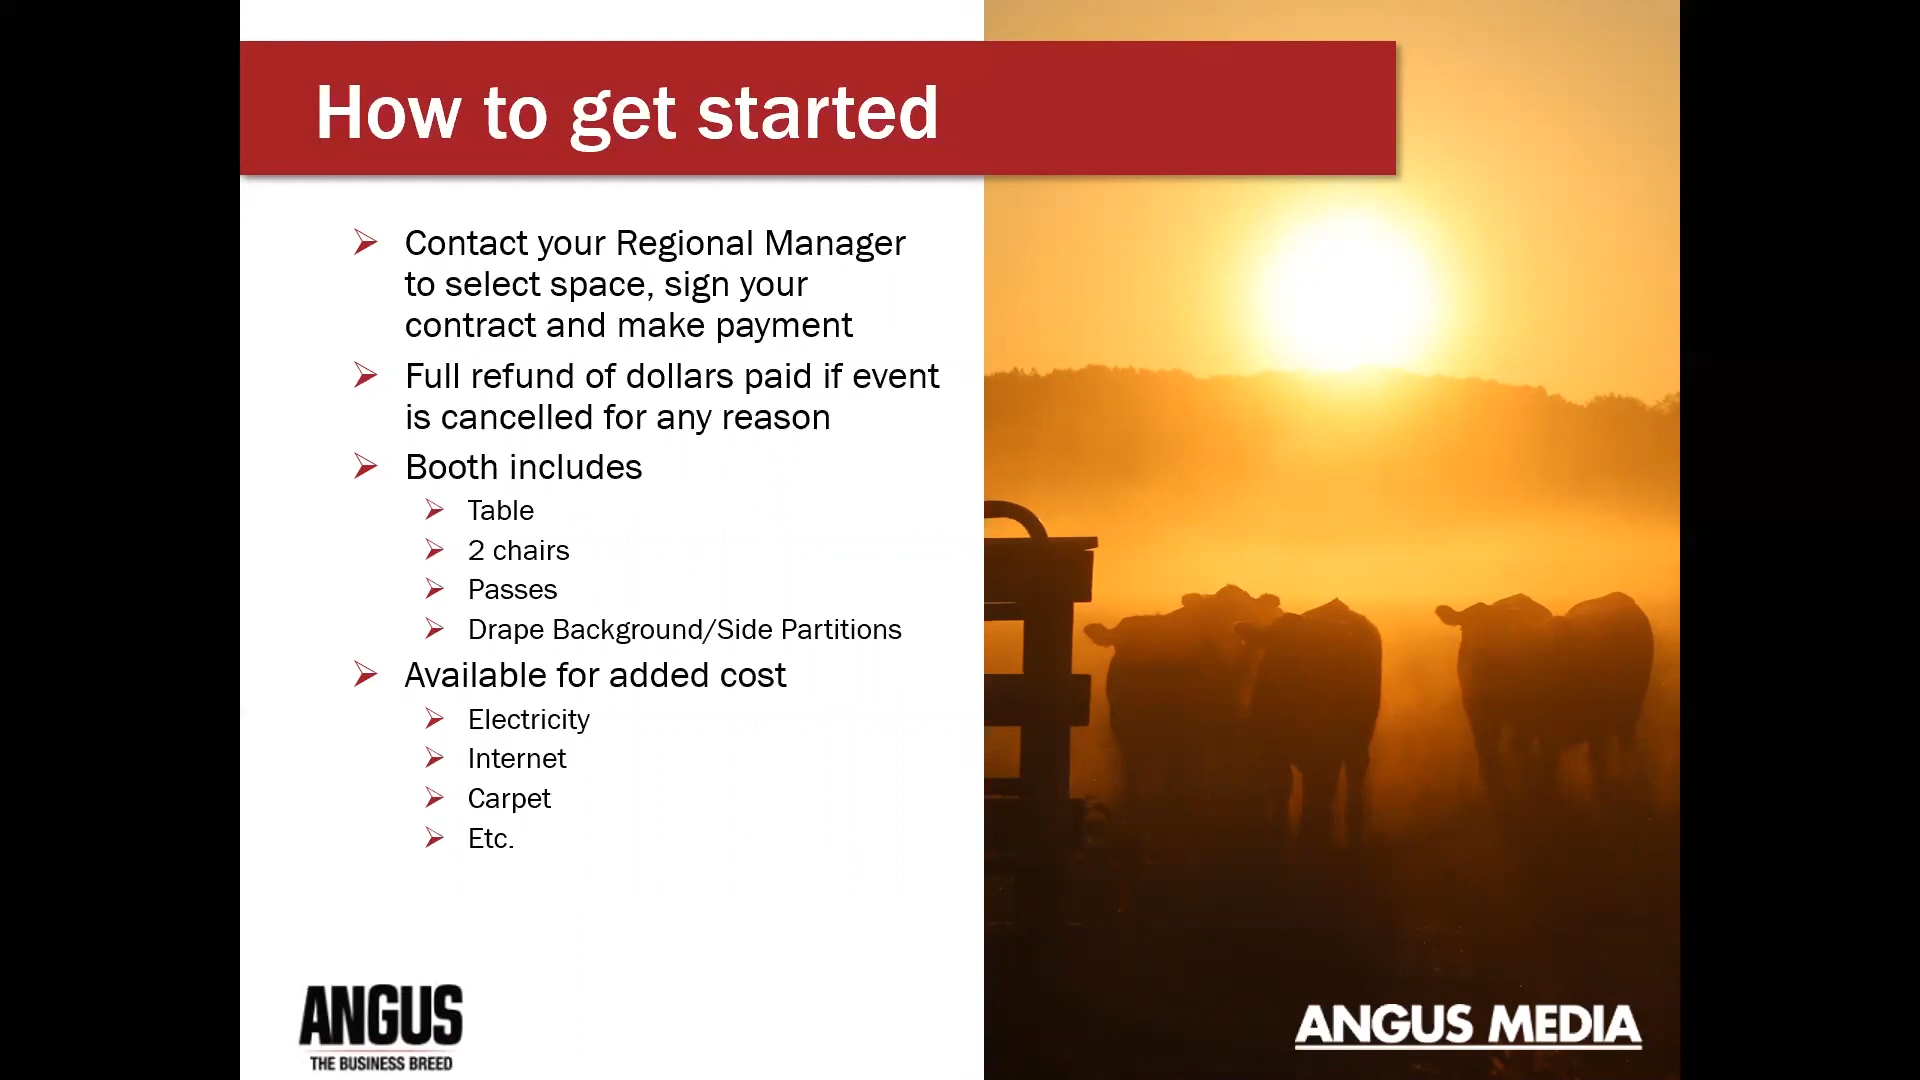 How to get started
Contact your Regional Manager
to select space, sign your
contract and make payment
Full refund of dollars paid if event
is cancelled for any reason
Booth includes
Table
2 chairs
Passes
Drape Background/Side Partitions
Available for added cost
Electricity
Internet
Carpet
Etc.
ANGUS
THE BUSINESS BREED
ANGUS MEDIA